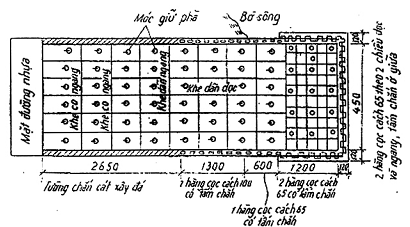 Móc giữ phà
Bờ sông
Mặt đường nhựa
Khe co ngang
Khe co ngang
Khe dãn ngang
Khe dãn dọc
120
450
120
2 hàng cọc cách 65 theo 2 chiều dọc
và ngang, tấm chắn ở giữa
2650
1300
600
1200
tường chắn cát xây đá
1 hàng cọc cách 100
có tấm chắn
2 hàng cọc cách
65 có tấm chắn
1 hàng cọc cách 65
có tấm chắn